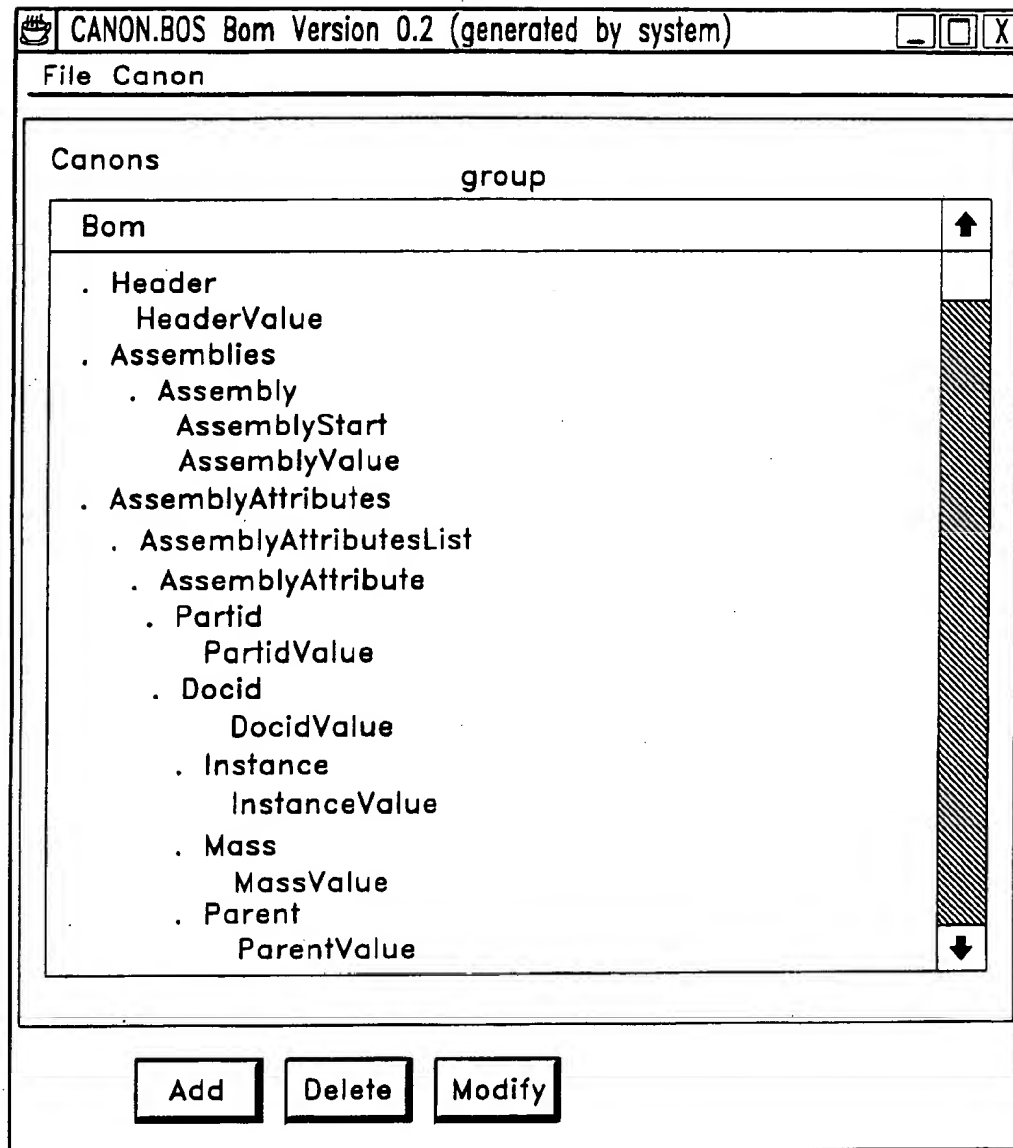 CANON.BOS Bom Version 0.2 (generated by system) _ X
File Canon
Canons
group
Bom
. Header
HeaderValue
. Assemblies
. Assembly
AssemblyStart
AssemblyValue
. AssemblyAttributes
. AssemblyAttributesList
. AssemblyAttribute
. Partid
PartidValue
. Docid
DocidValue
. Instance
InstanceValue
. Mass
MassValue
. Parent
ParentValue
Add Delete Modify